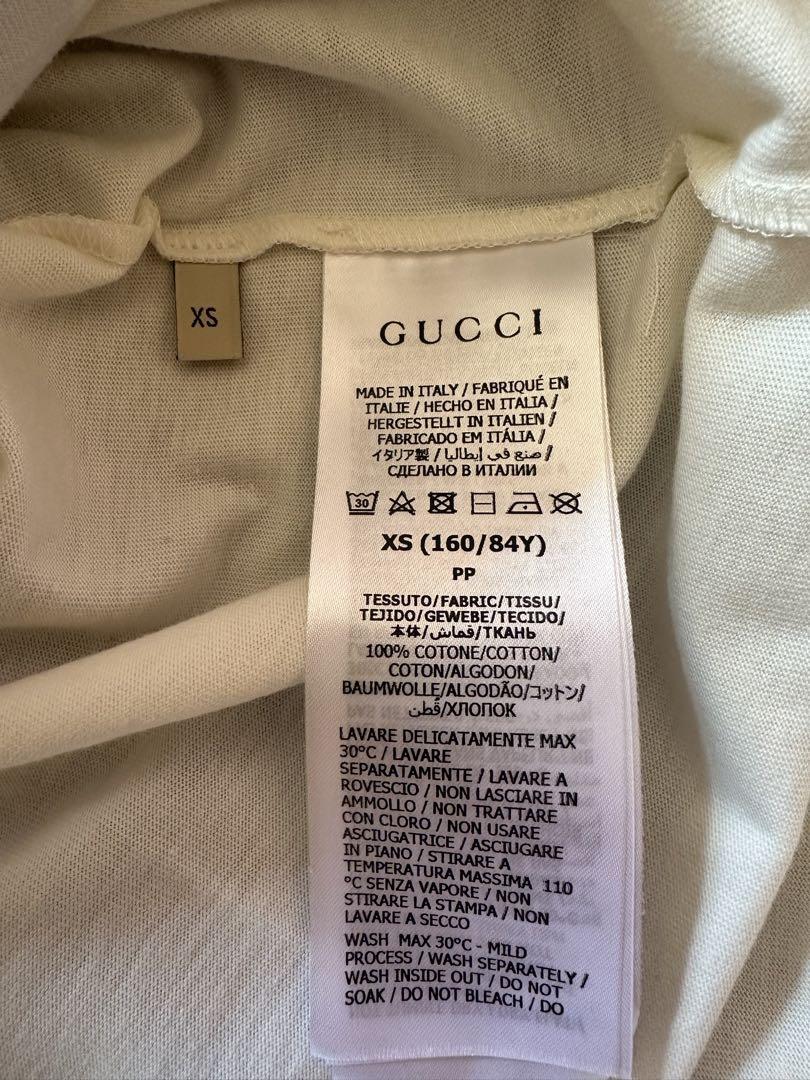 XS
GUCCI
MADE IN ITALY / FABRIQUÉ EN
ITALIE / HECHO EN ITALIA /
HERGESTELLT IN ITALIEN /
FABRICADO EM ITÁLIA /
イタリア製 / صنع في إيطاليا /
СДЕЛАНО В ИТАЛИИ
30
XS (160/84Y)
PP
TESSUTO/FABRIC/TISSU/
TEJIDO/GEWEBE/TECIDO/
本体/قماش/ТКАНЬ
100% COTONE/COTTON/
COTON/ALGODON/
BAUMWOLLE/ALGODÃO/コットン/
قطن/ХЛОПОК
LAVARE DELICATAMENTE MAX
30°C / LAVARE
SEPARATAMENTE / LAVARE A
ROVESCIO / NON LASCIARE IN
AMMOLLO / NON TRATTARE
CON CLORO / NON USARE
ASCIUGATRICE / ASCIUGARE
IN PIANO / STIRARE A
TEMPERATURA MASSIMA 110
°C SENZA VAPORE / NON
STIRARE LA STAMPA / NON
LAVARE A SECCO
WASH MAX 30°C - MILD
PROCESS / WASH SEPARATELY /
WASH INSIDE OUT / DO NOT
SOAK / DO NOT BLEACH / DO